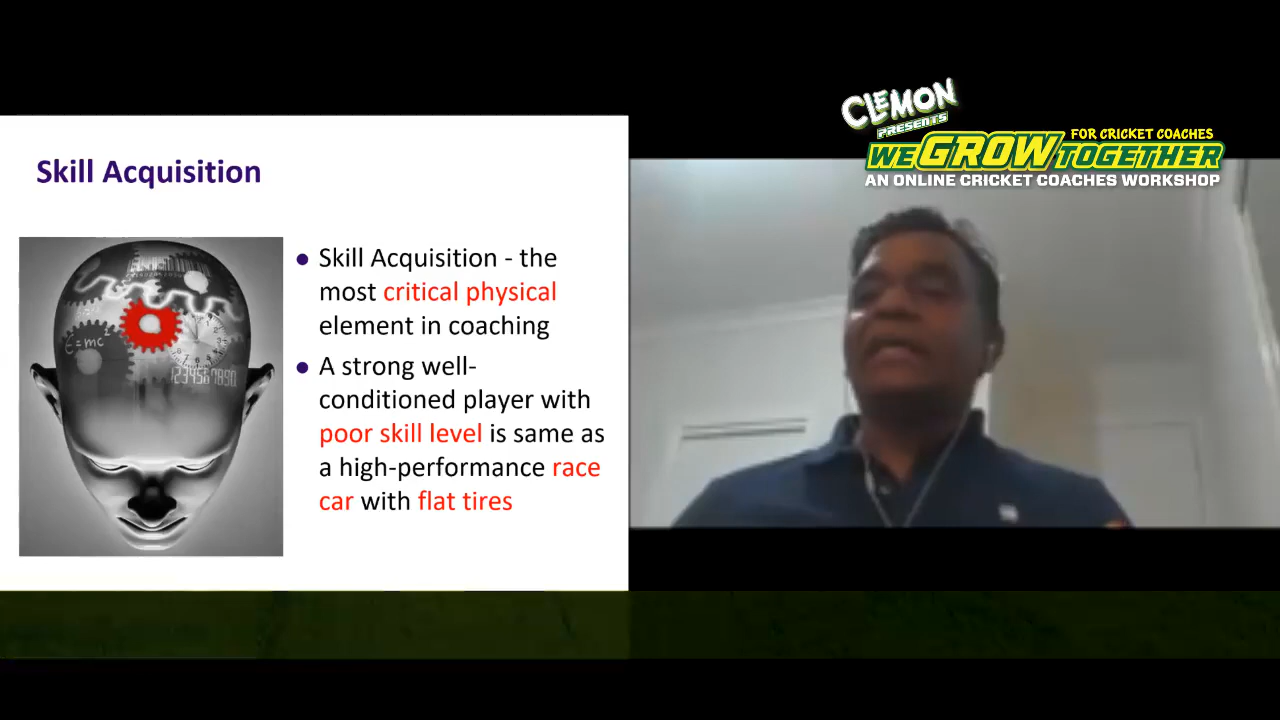 CLEMON
PRESENTS
FOR CRICKET COACHES
WE GROW TOGETHER
AN ONLINE CRICKET COACHES WORKSHOP
Skill Acquisition
● Skill Acquisition - the
most critical physical
element in coaching
● A strong well-
conditioned player with
poor skill level is same as
a high-performance race
car with flat tires
E=mc²